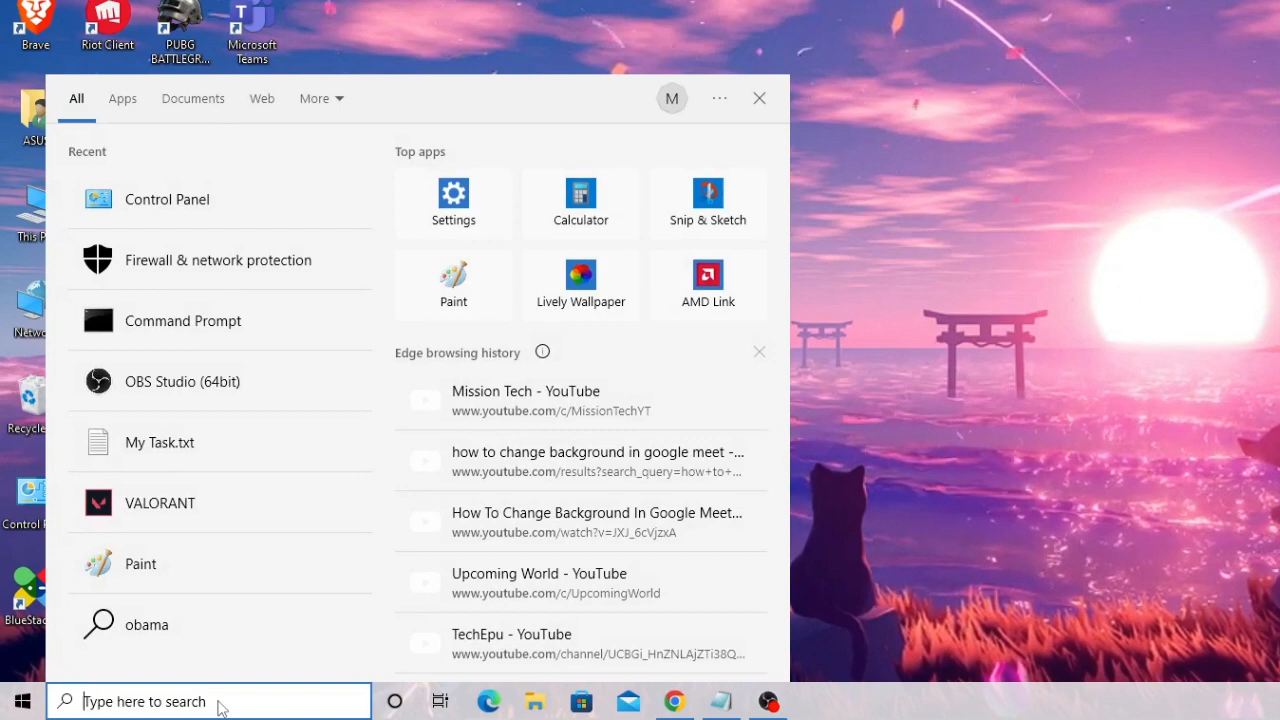 Brave
Riot Client
PUBG
BATTLEGR...
Microsoft
Teams
All
Apps
Documents
Web
More
M
Recent
Control Panel
Firewall & network protection
Command Prompt
OBS Studio (64bit)
My Task.txt
VALORANT
Paint
obama
Top apps
Settings
Calculator
Snip & Sketch
Paint
Lively Wallpaper
AMD Link
Edge browsing history
Mission Tech - YouTube
www.youtube.com/c/MissionTechYT
how to change background in google meet -...
www.youtube.com/results?search_query=how+to+...
How To Change Background In Google Meet...
www.youtube.com/watch?v=JXJ_6cVjzxA
Upcoming World - YouTube
www.youtube.com/c/UpcomingWorld
TechEpu - YouTube
www.youtube.com/channel/UCBGi_HnZNLAjZTi38Q...
ASUS
This P
Netwo
Recycle
Control P
BlueStac
Type here to search